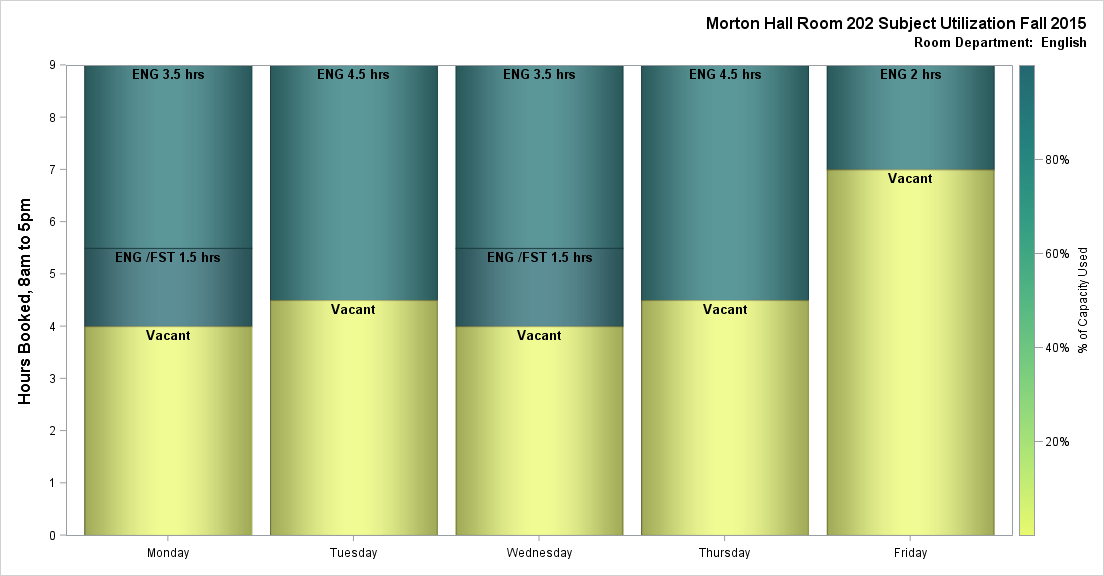 Morton Hall Room 202 Subject Utilization Fall 2015
Room Department: English
Hours Booked, 8am to 5pm
9
8
7
6
5
4
3
2
1
0
ENG 3.5 hrs
ENG /FST 1.5 hrs
Vacant
ENG 4.5 hrs
Vacant
ENG 3.5 hrs
ENG /FST 1.5 hrs
Vacant
ENG 4.5 hrs
Vacant
ENG 2 hrs
Vacant
Monday
Tuesday
Wednesday
Thursday
Friday
80%
60%
40%
20%
% of Capacity Used